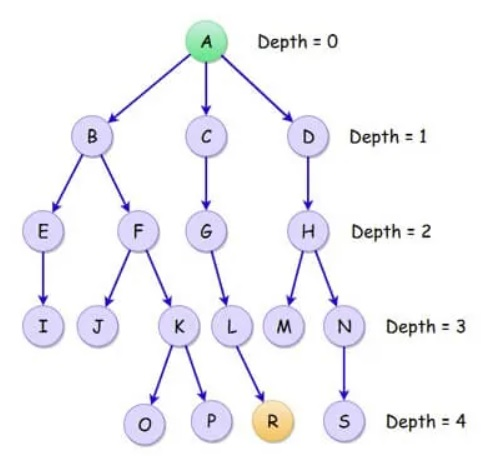 A Depth = 0
B C D Depth = 1
E F G H Depth = 2
I J K L M N Depth = 3
O P R S Depth = 4